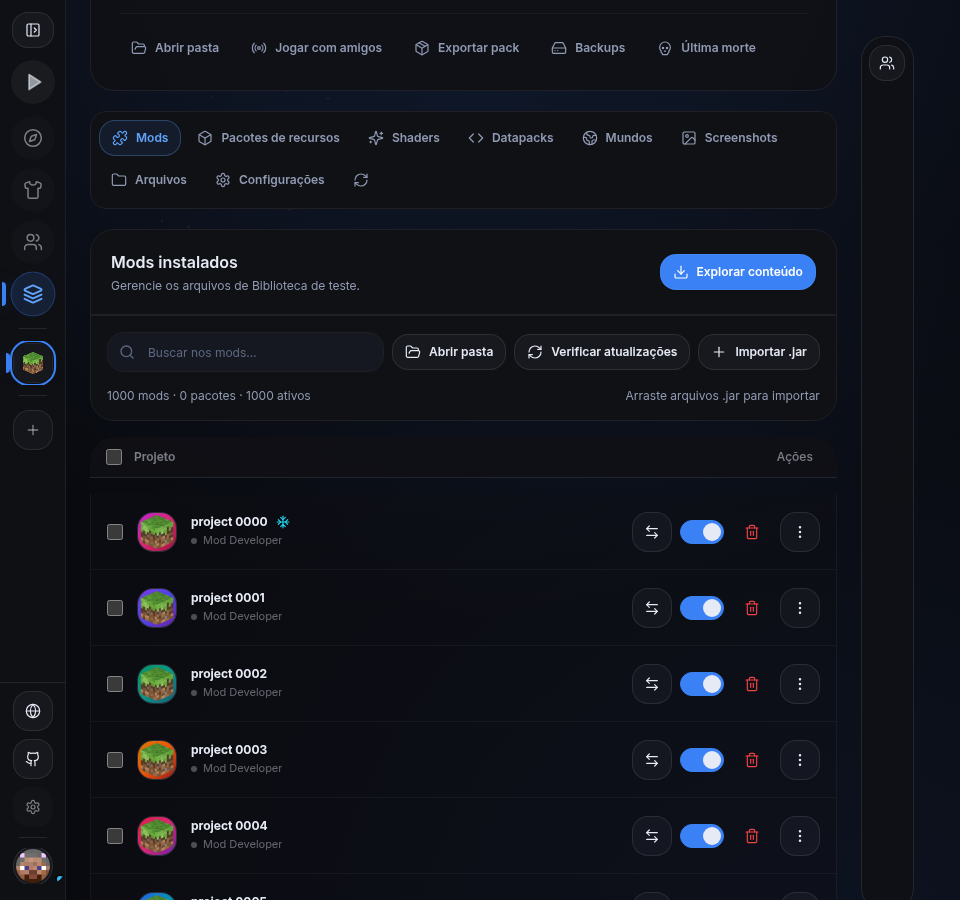 Abrir pasta
Jogar com amigos
Exportar pack
Backups
Última morte
Mods
Pacotes de recursos
Shaders
Datapacks
Mundos
Screenshots
Arquivos
Configurações
Mods instalados
Gerencie os arquivos de Biblioteca de teste.
Explorar conteúdo
Buscar nos mods...
Abrir pasta
Verificar atualizações
Importar .jar
1000 mods · 0 pacotes · 1000 ativos
Arraste arquivos .jar para importar
Projeto
Ações
project 0000
Mod Developer
project 0001
Mod Developer
project 0002
Mod Developer
project 0003
Mod Developer
project 0004
Mod Developer